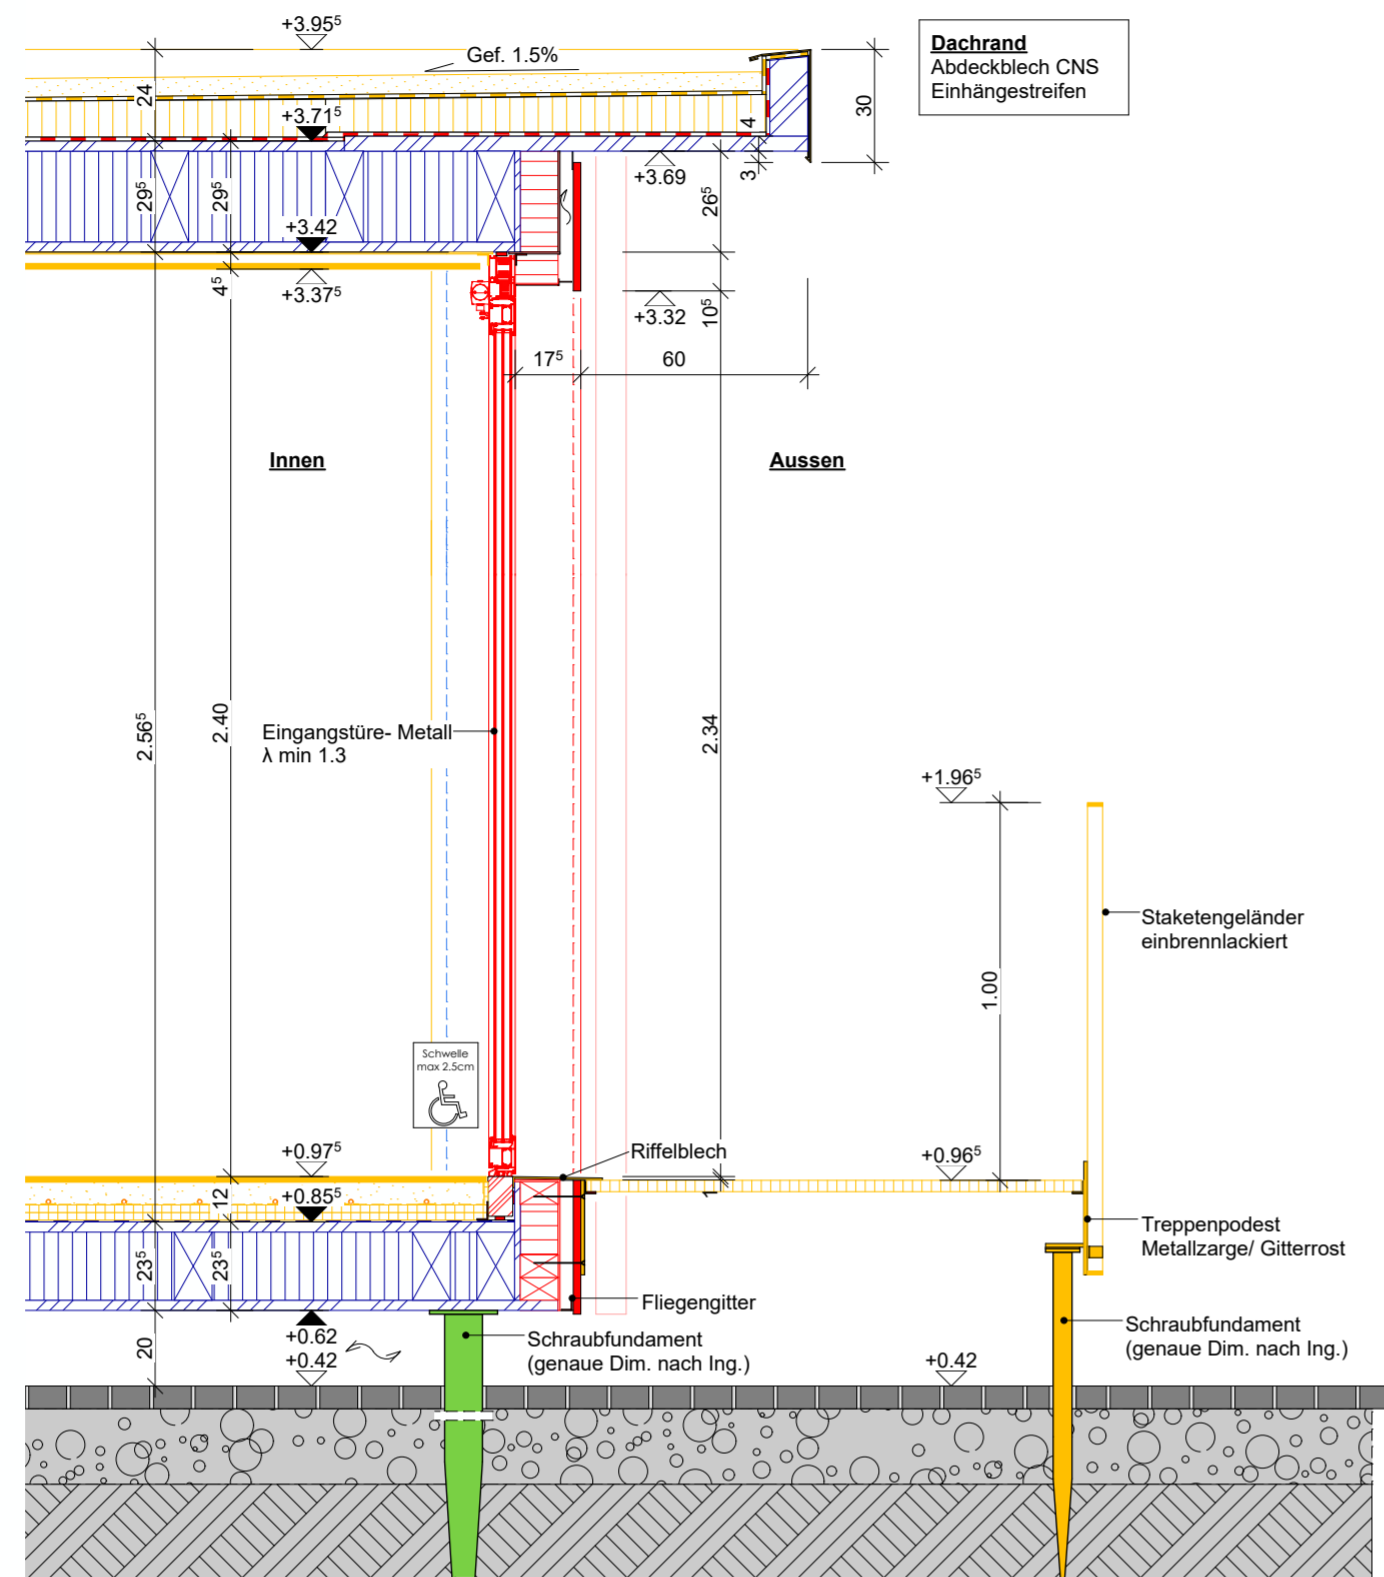 +3.95⁵
Gef. 1.5%
Dachrand
Abdeckblech CNS
Einhängestreifen
24
30
+3.71⁵
4
+3.69
3
29⁵
29⁵
26⁵
+3.42
4⁵
+3.37⁵
+3.32
10⁵
17⁵
60
Innen
Aussen
2.56⁵
2.40
Eingangstüre- Metall
λ min 1.3
2.34
+1.96⁵
Staketengeländer
einbrennlackiert
1.00
Schwelle
max 2.5cm
+0.97⁵
Riffelblech
+0.96⁵
12
+0.85⁵
1
Treppenpodest
Metallzarge/ Gitterrost
23⁵
23⁵
Fliegengitter
+0.62
+0.42
20
Schraubfundament
(genaue Dim. nach Ing.)
+0.42
Schraubfundament
(genaue Dim. nach Ing.)